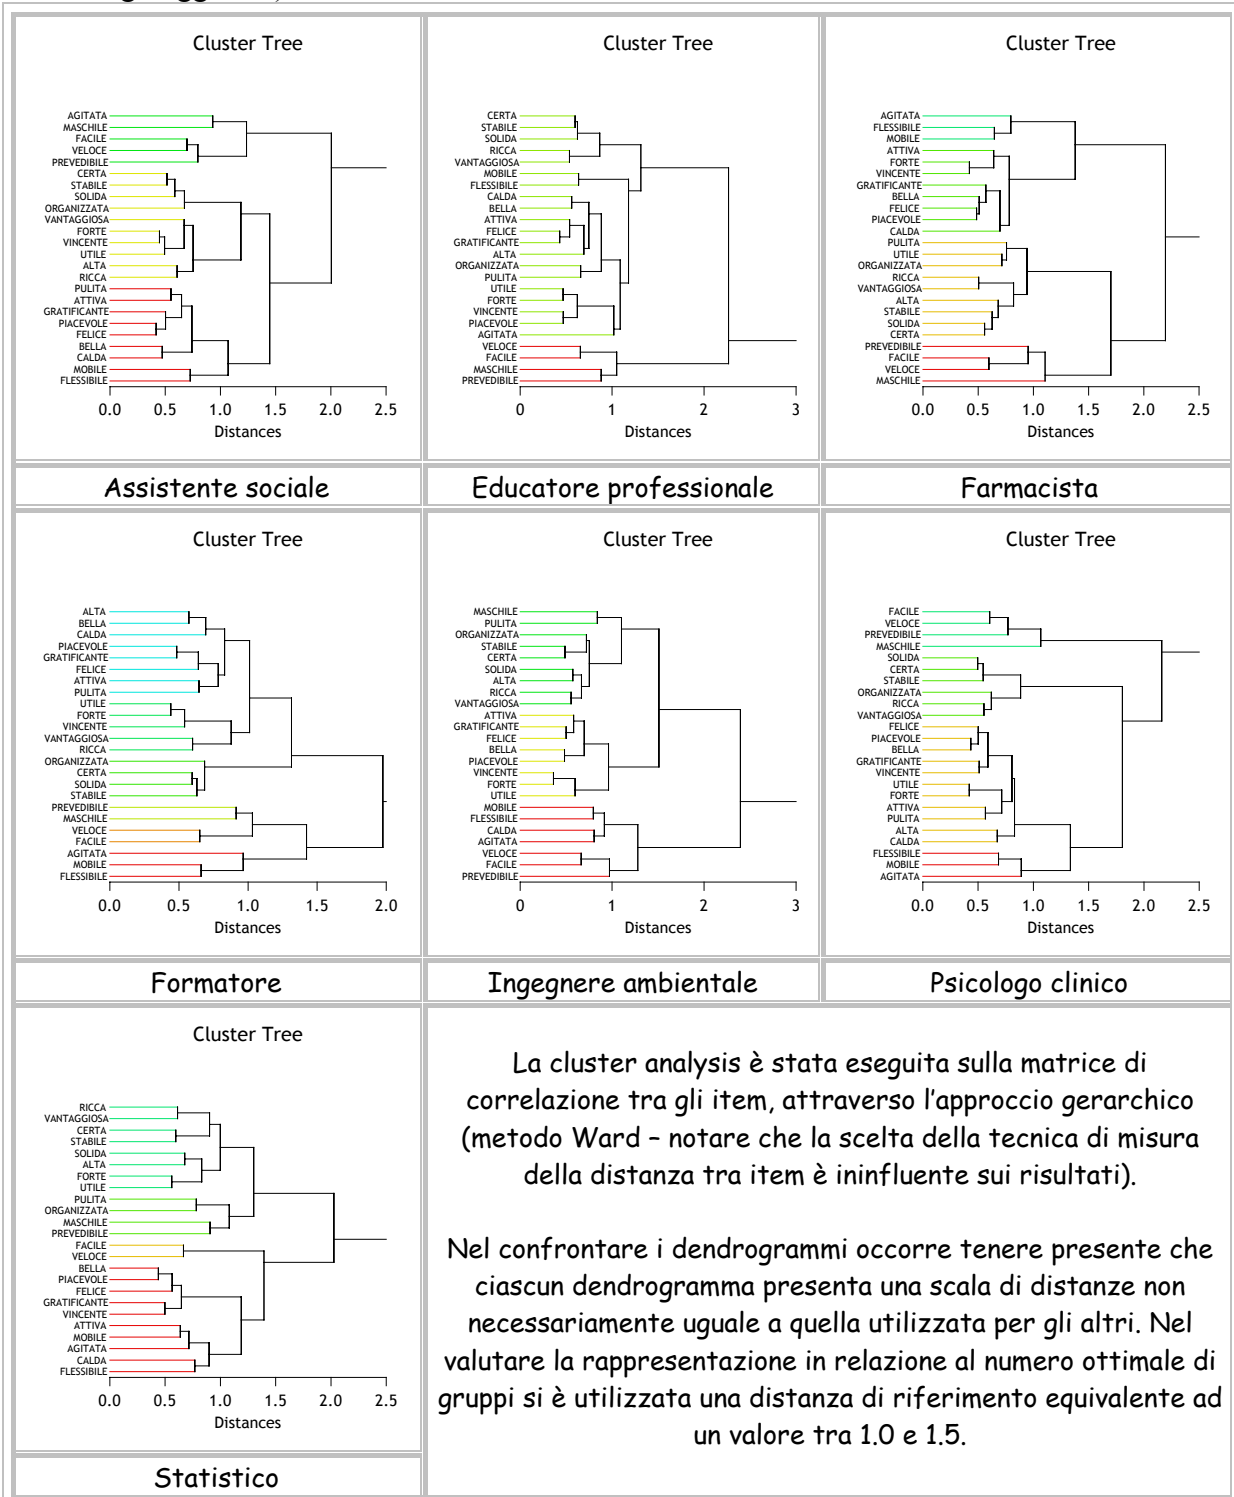 Cluster Tree
AGITATA
MASCHILE
FACILE
VELOCE
PREVEDIBILE
CERTA
STABILE
SOLIDA
ORGANIZZATA
VANTAGGIOSA
FORTE
VINCENTE
UTILE
ALTA
RICCA
PULITA
ATTIVA
GRATIFICANTE
PIACEVOLE
FELICE
BELLA
CALDA
MOBILE
FLESSIBILE
0.0 0.5 1.0 1.5 2.0 2.5
Distances
Assistente sociale
Cluster Tree
CERTA
STABILE
SOLIDA
RICCA
VANTAGGIOSA
MOBILE
FLESSIBILE
CALDA
BELLA
ATTIVA
FELICE
GRATIFICANTE
ALTA
ORGANIZZATA
PULITA
UTILE
FORTE
VINCENTE
PIACEVOLE
AGITATA
VELOCE
FACILE
MASCHILE
PREVEDIBILE
0 1 2 3
Distances
Educatore professionale
Cluster Tree
AGITATA
FLESSIBILE
MOBILE
ATTIVA
FORTE
VINCENTE
GRATIFICANTE
BELLA
FELICE
PIACEVOLE
CALDA
PULITA
UTILE
ORGANIZZATA
RICCA
VANTAGGIOSA
ALTA
STABILE
SOLIDA
CERTA
PREVEDIBILE
FACILE
VELOCE
MASCHILE
0.0 0.5 1.0 1.5 2.0 2.5
Distances
Farmacista
Cluster Tree
ALTA
BELLA
CALDA
PIACEVOLE
GRATIFICANTE
FELICE
ATTIVA
PULITA
UTILE
FORTE
VINCENTE
VANTAGGIOSA
RICCA
ORGANIZZATA
CERTA
SOLIDA
STABILE
PREVEDIBILE
MASCHILE
VELOCE
FACILE
AGITATA
MOBILE
FLESSIBILE
0.0 0.5 1.0 1.5 2.0
Distances
Formatore
Cluster Tree
MASCHILE
PULITA
ORGANIZZATA
STABILE
CERTA
SOLIDA
ALTA
RICCA
VANTAGGIOSA
ATTIVA
GRATIFICANTE
FELICE
BELLA
PIACEVOLE
VINCENTE
FORTE
UTILE
MOBILE
FLESSIBILE
CALDA
AGITATA
VELOCE
FACILE
PREVEDIBILE
0 1 2 3
Distances
Ingegnere ambientale
Cluster Tree
FACILE
VELOCE
PREVEDIBILE
MASCHILE
SOLIDA
CERTA
STABILE
ORGANIZZATA
RICCA
VANTAGGIOSA
FELICE
PIACEVOLE
BELLA
GRATIFICANTE
VINCENTE
UTILE
FORTE
ATTIVA
PULITA
ALTA
CALDA
FLESSIBILE
MOBILE
AGITATA
0.0 0.5 1.0 1.5 2.0 2.5
Distances
Psicologo clinico
Cluster Tree
RICCA
VANTAGGIOSA
CERTA
STABILE
SOLIDA
ALTA
FORTE
UTILE
PULITA
ORGANIZZATA
MASCHILE
PREVEDIBILE
FACILE
VELOCE
BELLA
PIACEVOLE
FELICE
GRATIFICANTE
VINCENTE
ATTIVA
MOBILE
AGITATA
CALDA
FLESSIBILE
0.0 0.5 1.0 1.5 2.0 2.5
Distances
Statistico
La cluster analysis è stata eseguita sulla matrice di
correlazione tra gli item, attraverso l'approccio gerarchico
(metodo Ward – notare che la scelta della tecnica di misura
della distanza tra item è ininfluente sui risultati).
Nel confrontare i dendrogrammi occorre tenere presente che
ciascun dendrogramma presenta una scala di distanze non
necessariamente uguale a quella utilizzata per gli altri. Nel
valutare la rappresentazione in relazione al numero ottimale di
gruppi si è utilizzata una distanza di riferimento equivalente ad
un valore tra 1.0 e 1.5.